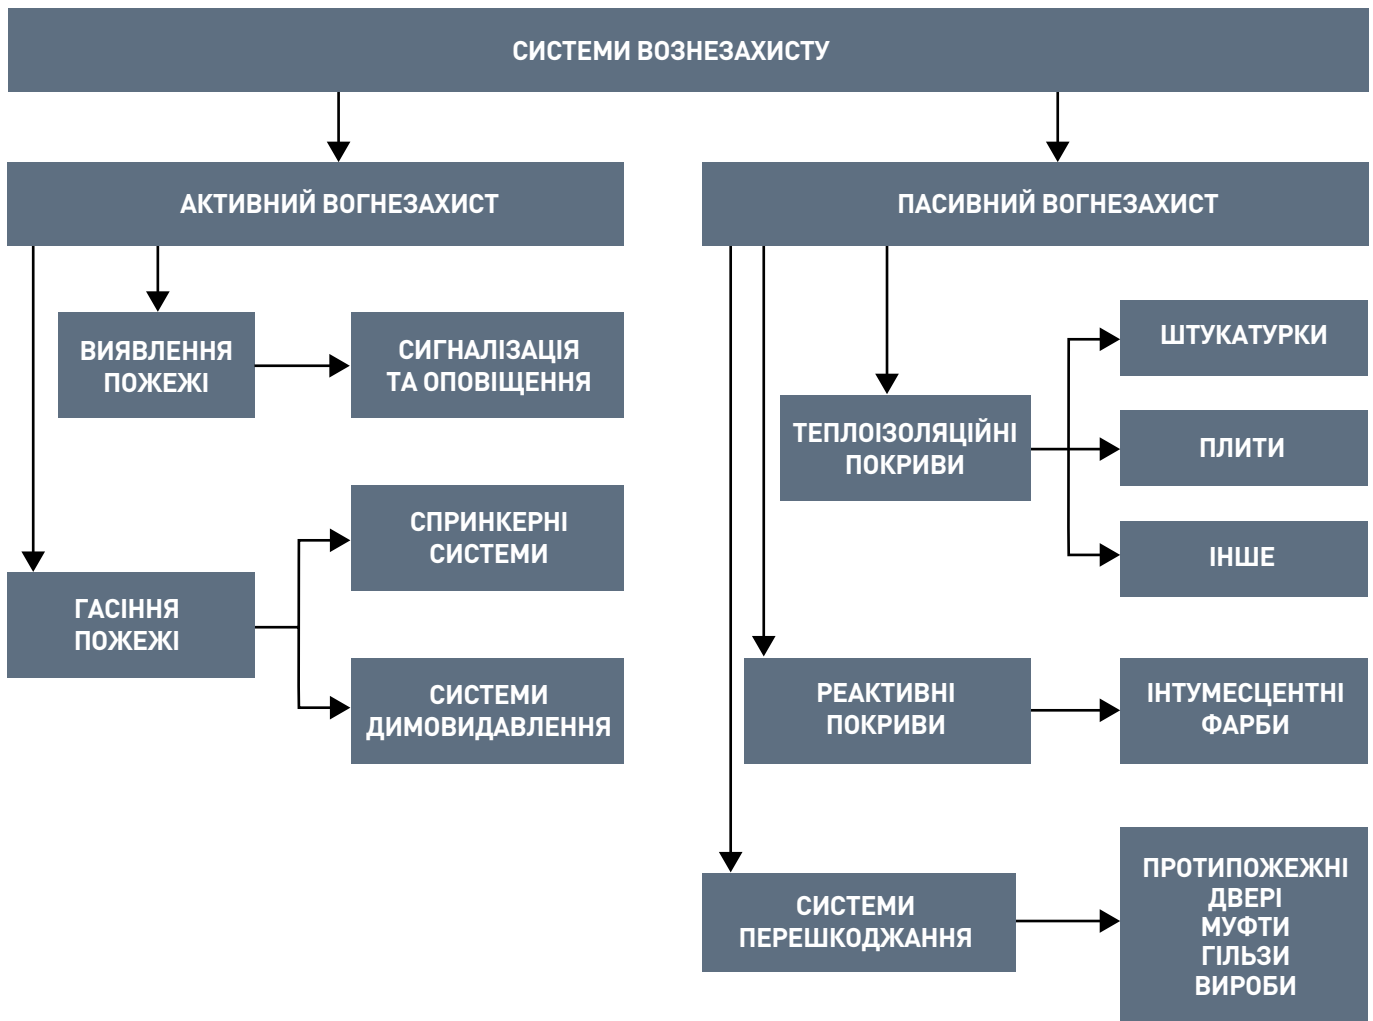 СИСТЕМИ ВОЗНЕЗАХИСТУ
АКТИВНИЙ ВОГНЕЗАХИСТ
ВИЯВЛЕННЯ
ПОЖЕЖІ
СИГНАЛІЗАЦІЯ
ТА ОПОВІЩЕННЯ
СПРИНКЕРНІ
СИСТЕМИ
ГАСІННЯ
ПОЖЕЖІ
СИСТЕМИ
ДИМОВИДАВЛЕННЯ
ПАСИВНИЙ ВОГНЕЗАХИСТ
ТЕПЛОІЗОЛЯЦІЙНІ
ПОКРИВИ
ШТУКАТУРКИ
ПЛИТИ
ІНШЕ
РЕАКТИВНІ
ПОКРИВИ
ІНТУМЕСЦЕНТНІ
ФАРБИ
СИСТЕМИ
ПЕРЕШКОДЖАННЯ
ПРОТИПОЖЕЖНІ
ДВЕРІ
МУФТИ
ГІЛЬЗИ
ВИРОБИ